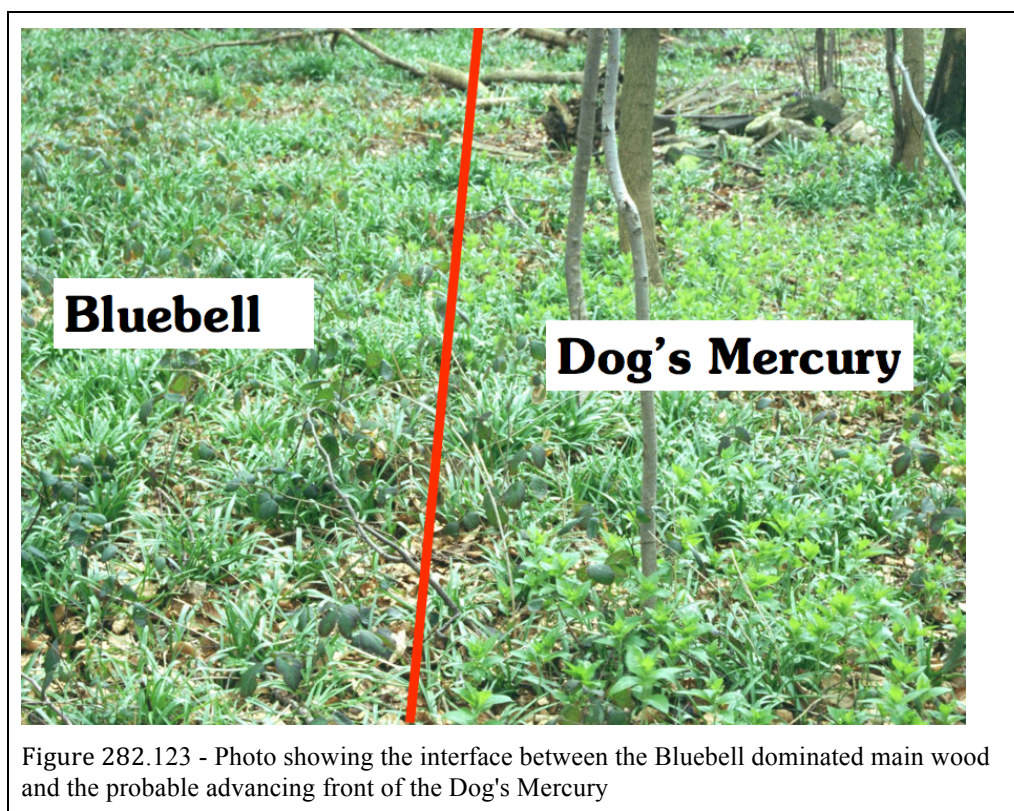 Bluebell
Dog's Mercury
Figure 282.123 - Photo showing the interface between the Bluebell dominated main wood
and the probable advancing front of the Dog's Mercury